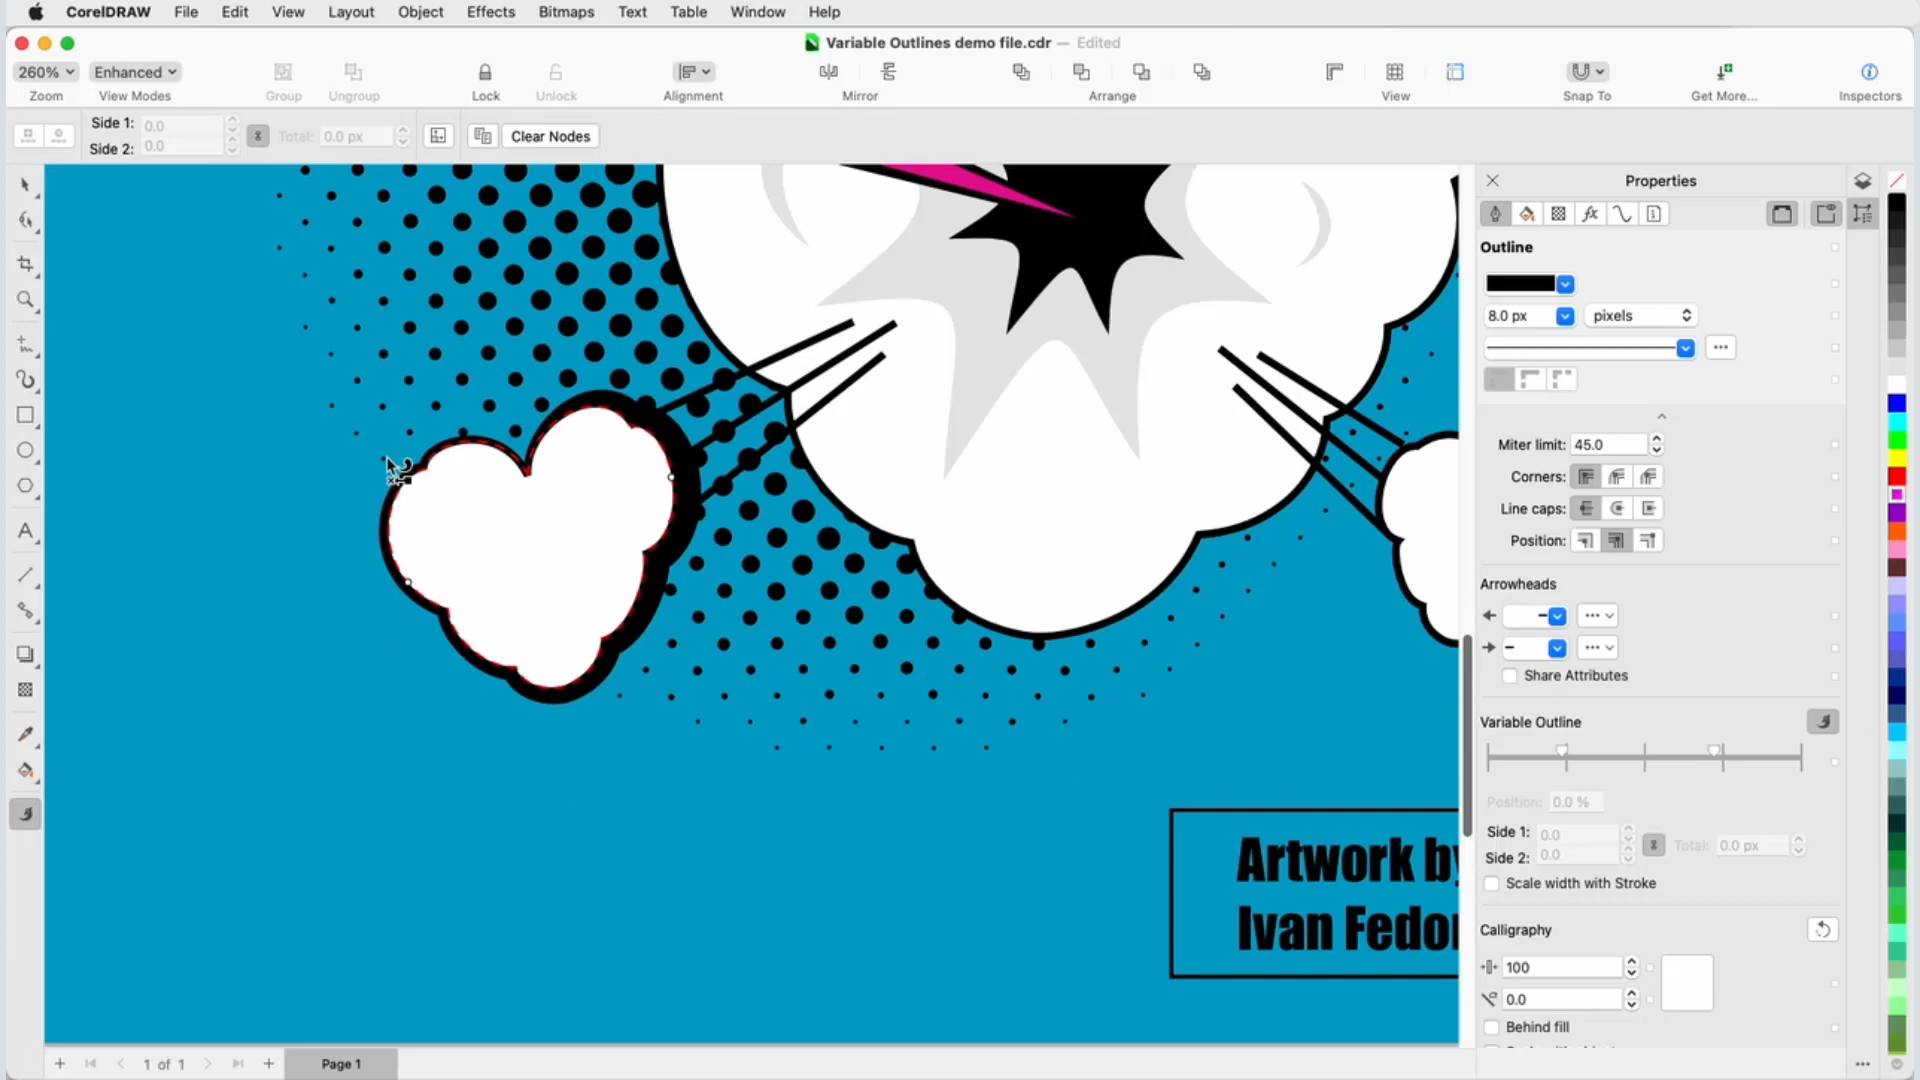 CorelDRAW File Edit View Layout Object Effects Bitmaps Text Table Window Help
Variable Outlines demo file.cdr — Edited
260% Enhanced
Zoom View Modes Group Ungroup Lock Unlock Alignment Mirror Arrange View Snap To Get More... Inspectors
Side 1: 0.0
Side 2: 0.0
Total: 0.0 px
Clear Nodes
Properties
Outline
8.0 px pixels
Miter limit: 45.0
Corners:
Line caps:
Position:
Arrowheads
Share Attributes
Variable Outline
Position: 0.0 %
Side 1: 0.0
Side 2: 0.0
Total: 0.0 px
Scale width with Stroke
Calligraphy
100
0.0
Behind fill
Artwork by
Ivan Fedor
1 of 1
Page 1